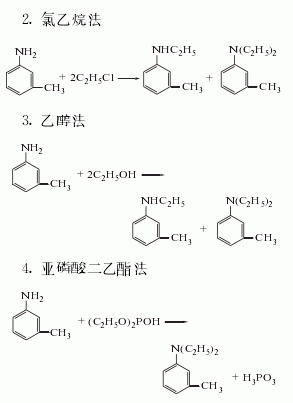 2. 氯乙烷法
NH2 NHC2H5 N(C2H5)2
CH3 + 2C2H5Cl CH3 + CH3
3. 乙醇法
NH2
CH3 + 2C2H5OH
NHC2H5 N(C2H5)2
CH3 + CH3
4. 亚磷酸二乙酯法
NH2
CH3 + (C2H5O)2POH
N(C2H5)2
CH3 + H3PO3